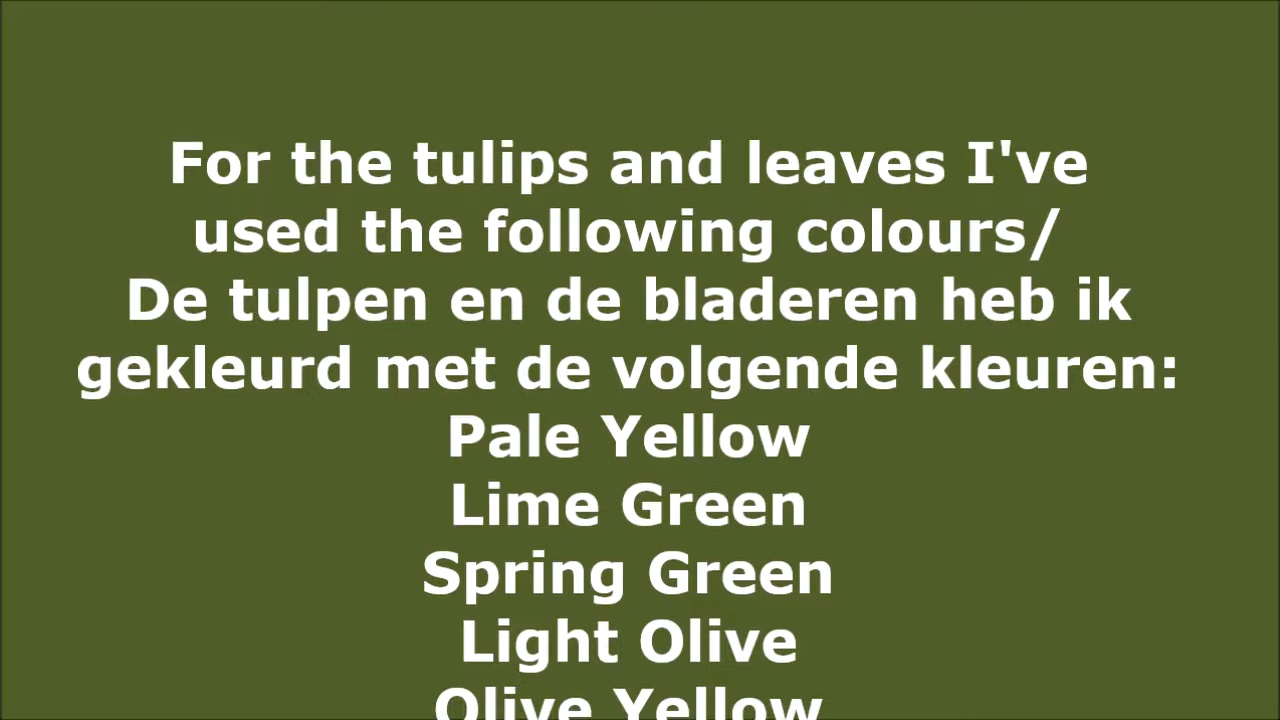 For the tulips and leaves I've
used the following colours/
De tulpen en de bladeren heb ik
gekleurd met de volgende kleuren:
Pale Yellow
Lime Green
Spring Green
Light Olive
Olive Yellow